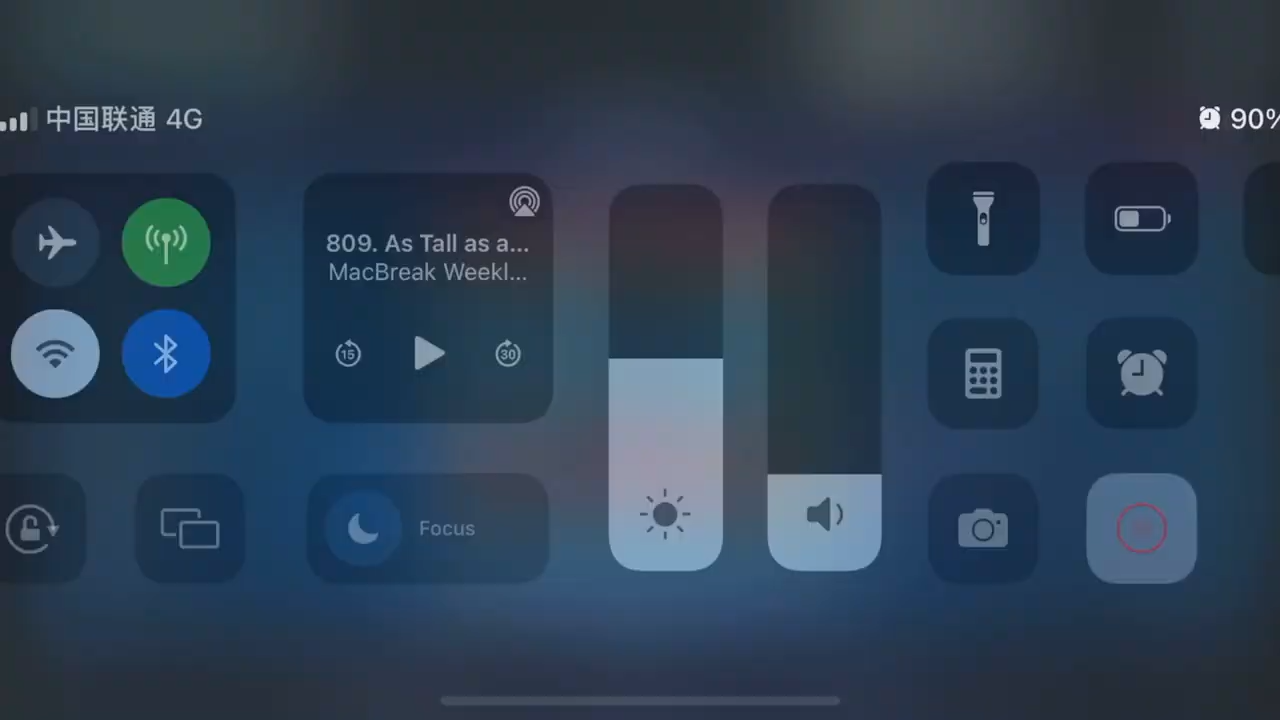 中国联通 4G
90%
809. As Tall as a...
MacBreak Weekl...
15
30
Focus